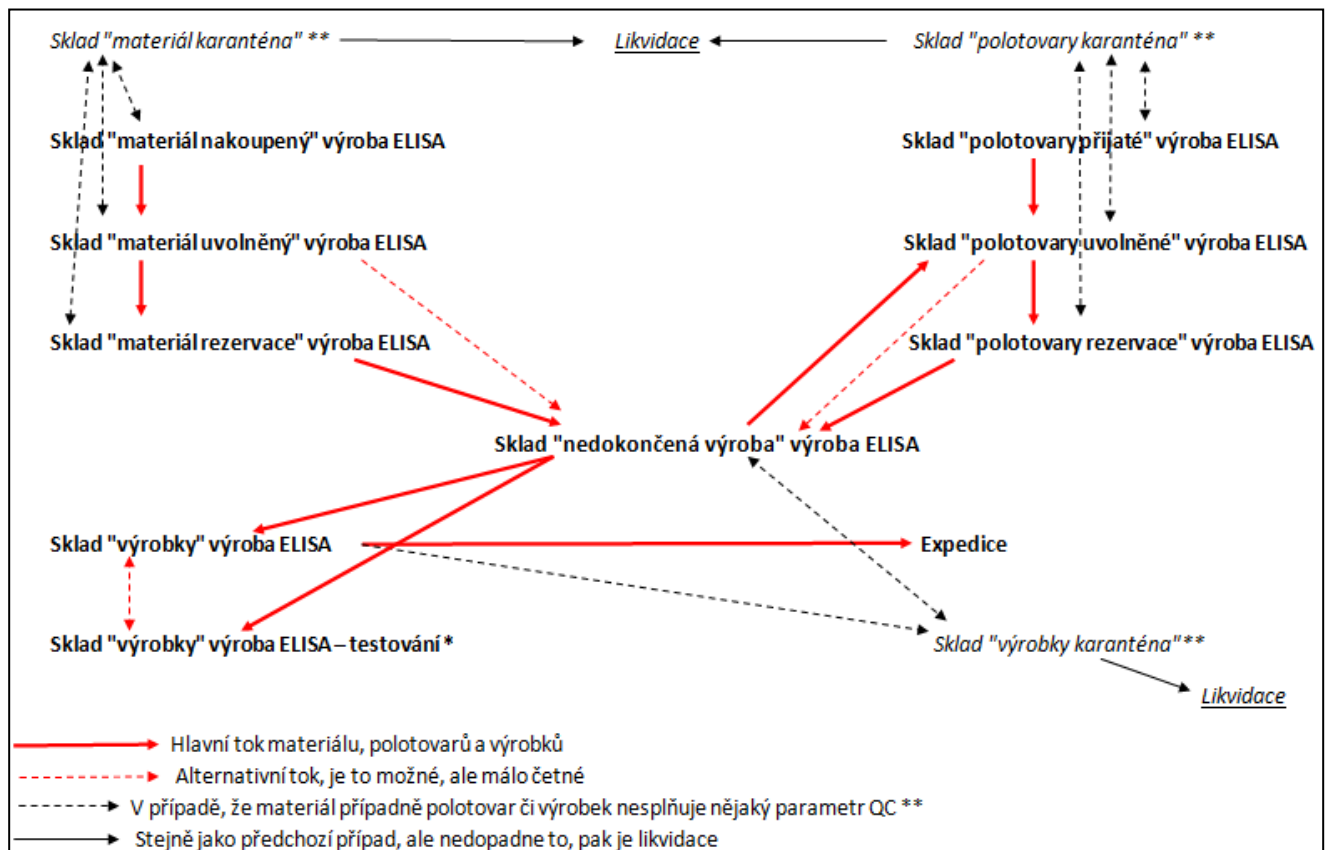 Sklad "materiál karanténa" **
Likvidace
Sklad "polotovary karanténa" **
Sklad "materiál nakoupený" výroba ELISA
Sklad "polotovary přijaté" výroba ELISA
Sklad "materiál uvolněný" výroba ELISA
Sklad "polotovary uvolněné" výroba ELISA
Sklad "materiál rezervace" výroba ELISA
Sklad "polotovary rezervace" výroba ELISA
Sklad "nedokončená výroba" výroba ELISA
Sklad "výrobky" výroba ELISA
Expedice
Sklad "výrobky" výroba ELISA – testování *
Sklad "výrobky karanténa" **
Likvidace
Hlavní tok materiálu, polotovarů a výrobků
Alternativní tok, je to možné, ale málo četné
V případě, že materiál případně polotovar či výrobek nesplňuje nějaký parametr QC **
Stejně jako předchozí případ, ale nedopadne to, pak je likvidace